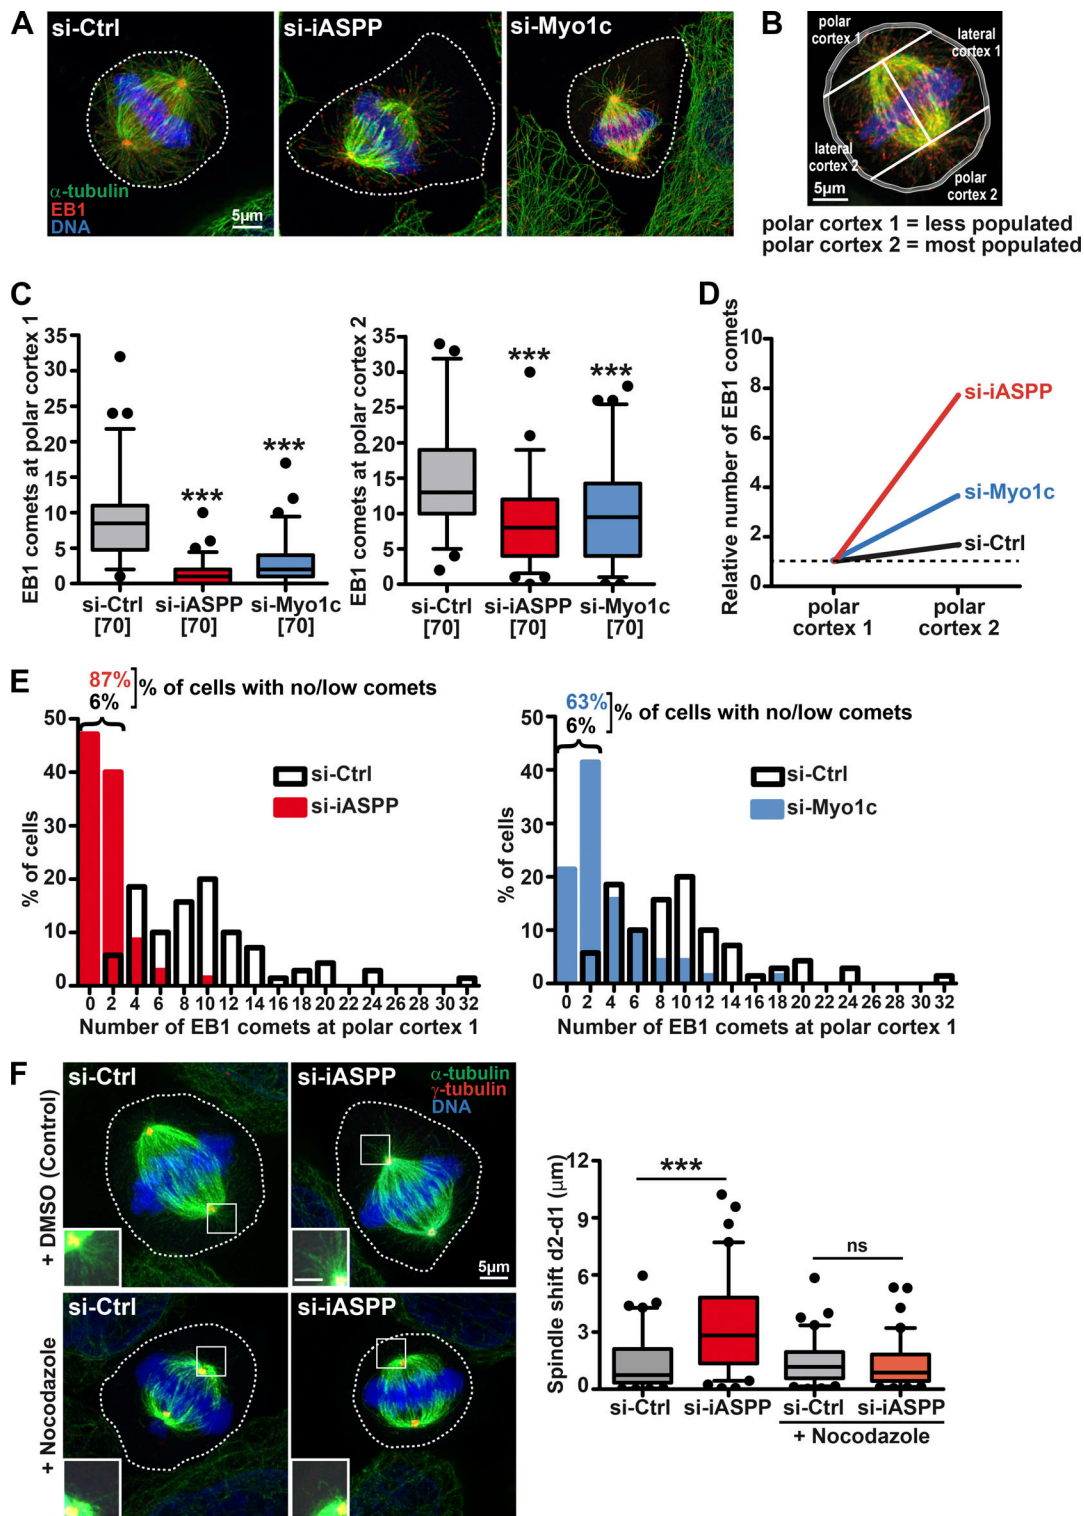 A
si-Ctrl
si-iASPP
si-Myo1c
α-tubulin
EB1
DNA
5µm
B
polar
cortex 1
lateral
cortex 1
lateral
cortex 2
polar
cortex 2
5µm
polar cortex 1 = less populated
polar cortex 2 = most populated
C
EB1 comets at polar cortex 1
35
30
25
20
15
10
5
0
***
***
si-Ctrl
[70]
si-iASPP
[70]
si-Myo1c
[70]
EB1 comets at polar cortex 2
35
30
25
20
15
10
5
0
***
***
si-Ctrl
[70]
si-iASPP
[70]
si-Myo1c
[70]
D
Relative number of EB1 comets
10
8
6
4
2
0
si-iASPP
si-Myo1c
si-Ctrl
polar
cortex 1
polar
cortex 2
E
87%
6%
% of cells with no/low comets
% of cells
50
40
30
20
10
0
si-Ctrl
si-iASPP
0 2 4 6 8 10 12 14 16 18 20 22 24 26 28 30 32
Number of EB1 comets at polar cortex 1
63%
6%
% of cells with no/low comets
% of cells
50
40
30
20
10
0
si-Ctrl
si-Myo1c
0 2 4 6 8 10 12 14 16 18 20 22 24 26 28 30 32
Number of EB1 comets at polar cortex 1
F
+ DMSO (Control)
si-Ctrl
si-iASPP
α-tubulin
γ-tubulin
DNA
5µm
+ Nocodazole
si-Ctrl
si-iASPP
Spindle shift d2-d1 (µm)
12
9
6
3
0
***
ns
si-Ctrl
si-iASPP
si-Ctrl
si-iASPP
+ Nocodazole